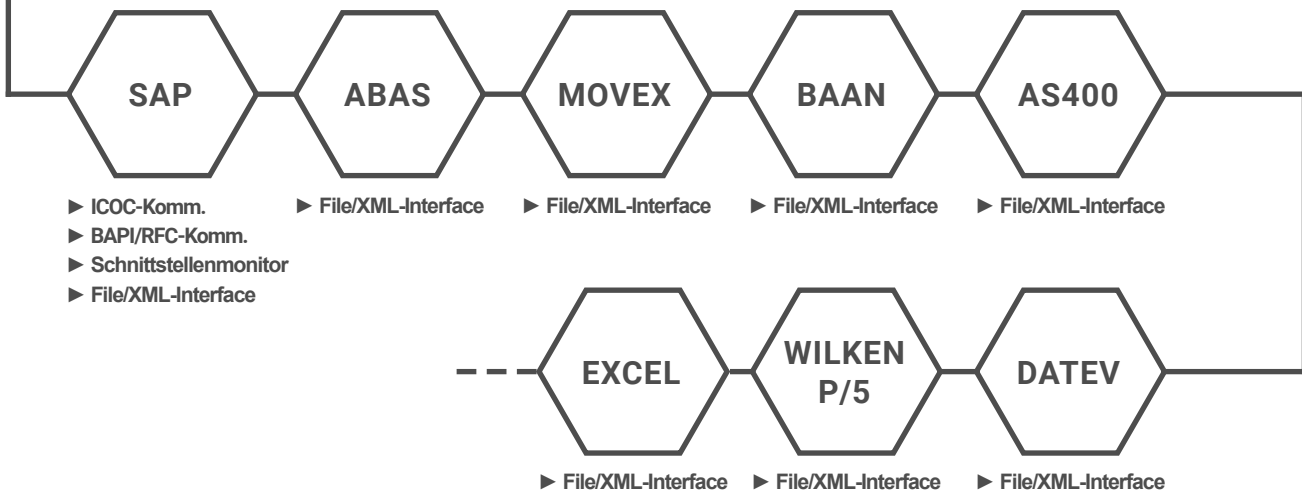 SAP
ABAS
MOVEX
BAAN
AS400
► ICOC-Komm.
► BAPI/RFC-Komm.
► Schnittstellenmonitor
► File/XML-Interface
► File/XML-Interface
► File/XML-Interface
► File/XML-Interface
► File/XML-Interface
EXCEL
WILKEN
P/5
DATEV
► File/XML-Interface
► File/XML-Interface
► File/XML-Interface